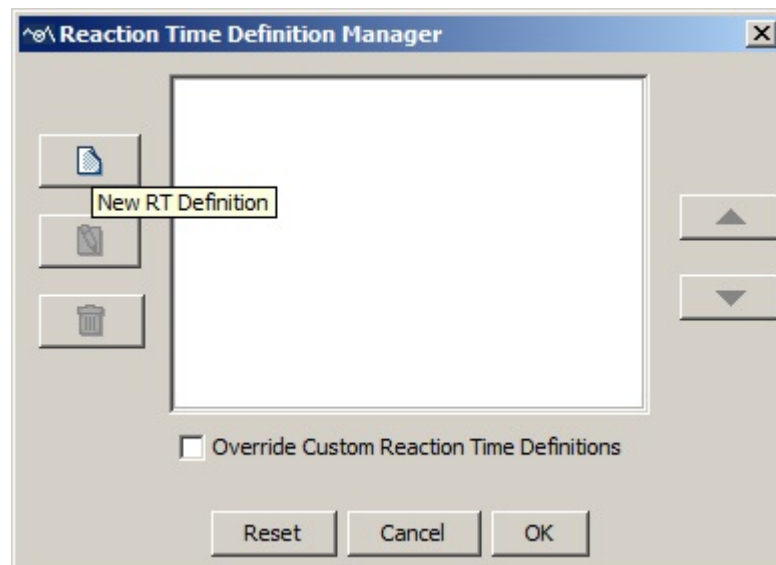 Reaction Time Definition Manager
New RT Definition
Override Custom Reaction Time Definitions
Reset Cancel OK